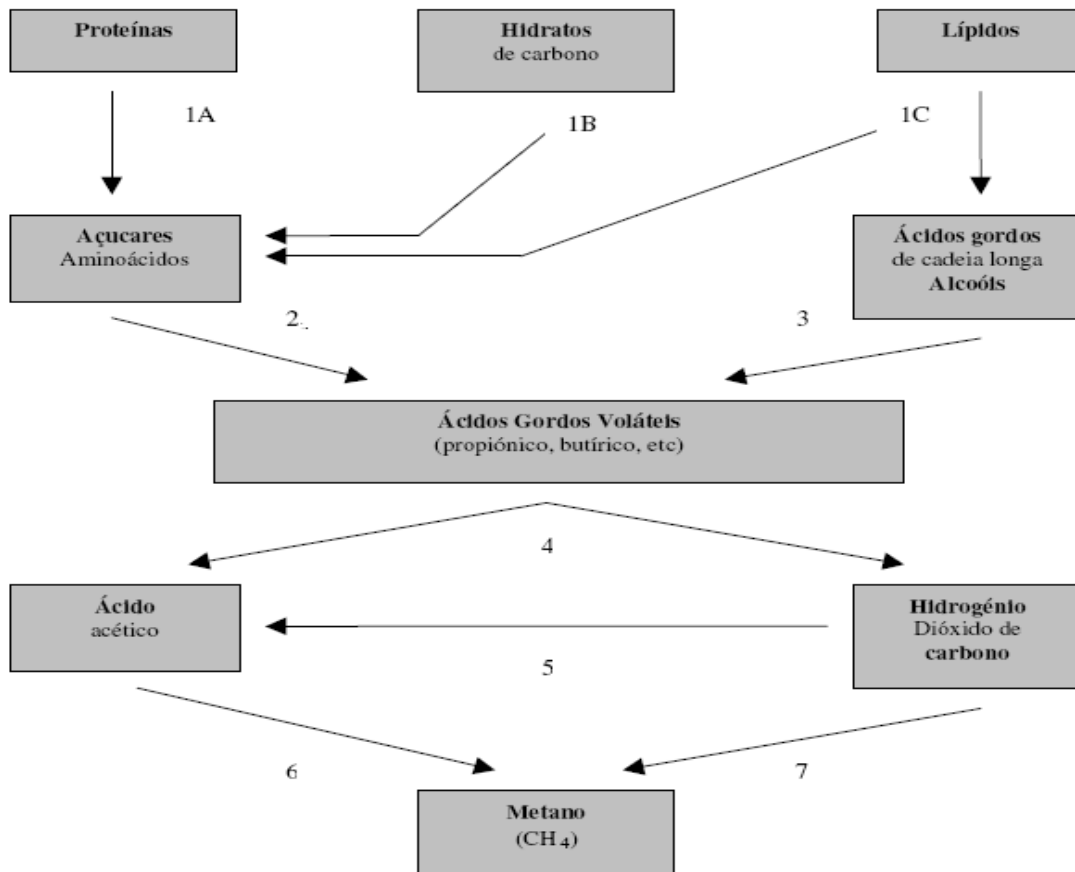 Proteínas
Hidratos
de carbono
Lípidos
1A
1B
1C
Açucares
Aminoácidos
Ácidos gordos
de cadeia longa
Alcoóis
2.
3
Ácidos Gordos Voláteis
(propiónico, butírico, etc)
4
Ácido
acético
Hidrogénio
Dióxido de
carbono
5
6
7
Metano
(CH₄)